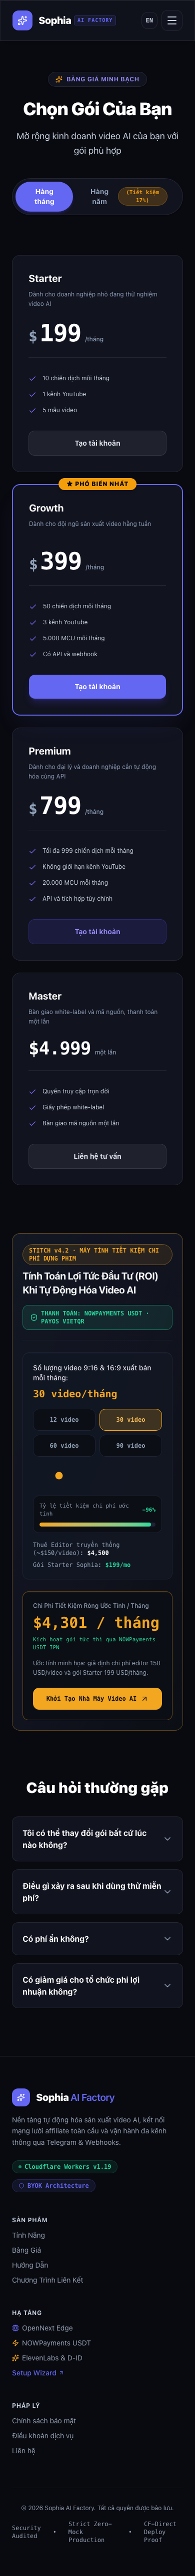 Sophia AI FACTORY
EN
BẢNG GIÁ MINH BẠCH
Chọn Gói Của Bạn
Mở rộng kinh doanh video AI của bạn với
gói phù hợp
Hàng
tháng
Hàng
năm
(Tiết kiệm
17%)
Starter
Dành cho doanh nghiệp nhỏ đang thử nghiệm
video AI
$199 /tháng
10 chiến dịch mỗi tháng
1 kênh YouTube
5 mẫu video
Tạo tài khoản
★ PHỔ BIẾN NHẤT
Growth
Dành cho đội ngũ sản xuất video hằng tuần
$399 /tháng
50 chiến dịch mỗi tháng
3 kênh YouTube
5.000 MCU mỗi tháng
Có API và webhook
Tạo tài khoản
Premium
Dành cho đại lý và doanh nghiệp cần tự động
hóa cùng API
$799 /tháng
Tối đa 999 chiến dịch mỗi tháng
Không giới hạn kênh YouTube
20.000 MCU mỗi tháng
API và tích hợp tùy chỉnh
Tạo tài khoản
Master
Bàn giao white-label và mã nguồn, thanh toán
một lần
$4.999 một lần
Quyền truy cập trọn đời
Giấy phép white-label
Bàn giao mã nguồn một lần
Liên hệ tư vấn
STITCH v4.2 · MÁY TÍNH TIẾT KIỆM CHI
PHÍ DỰNG PHIM
Tính Toán Lợi Tức Đầu Tư (ROI)
Khi Tự Động Hóa Video AI
THANH TOÁN: NOWPAYMENTS USDT ·
PAYOS VIETQR
Số lượng video 9:16 & 16:9 xuất bản
mỗi tháng:
30 video/tháng
12 video
30 video
60 video
90 video
Tỷ lệ tiết kiệm chi phí ước
tính
~96%
Thuê Editor truyền thống
(~$150/video): $4,500
Gói Starter Sophia: $199/mo
Chi Phí Tiết Kiệm Ròng Ước Tính / Tháng
$4,301 / tháng
Kích hoạt gói tức thì qua NOWPayments
USDT IPN
Ước tính minh họa: giả định chi phí editor 150
USD/video và gói Starter 199 USD/tháng.
Khởi Tạo Nhà Máy Video AI
Câu hỏi thường gặp
Tôi có thể thay đổi gói bất cứ lúc
nào không?
Điều gì xảy ra sau khi dùng thử miễn
phí?
Có phí ẩn không?
Có giảm giá cho tổ chức phi lợi
nhuận không?
Sophia AI Factory
Nền tảng tự động hóa sản xuất video AI, kết nối
mạng lưới affiliate toàn cầu và vận hành đa kênh
thông qua Telegram & Webhooks.
Cloudflare Workers v1.19
BYOK Architecture
SẢN PHẨM
Tính Năng
Bảng Giá
Hướng Dẫn
Chương Trình Liên Kết
HẠ TẦNG
OpenNext Edge
NOWPayments USDT
ElevenLabs & D-ID
Setup Wizard
PHÁP LÝ
Chính sách bảo mật
Điều khoản dịch vụ
Liên hệ
© 2026 Sophia AI Factory. Tất cả quyền được bảo lưu.
Security
Audited
•
Strict Zero-
Mock
Production
•
CF-Direct
Deploy
Proof